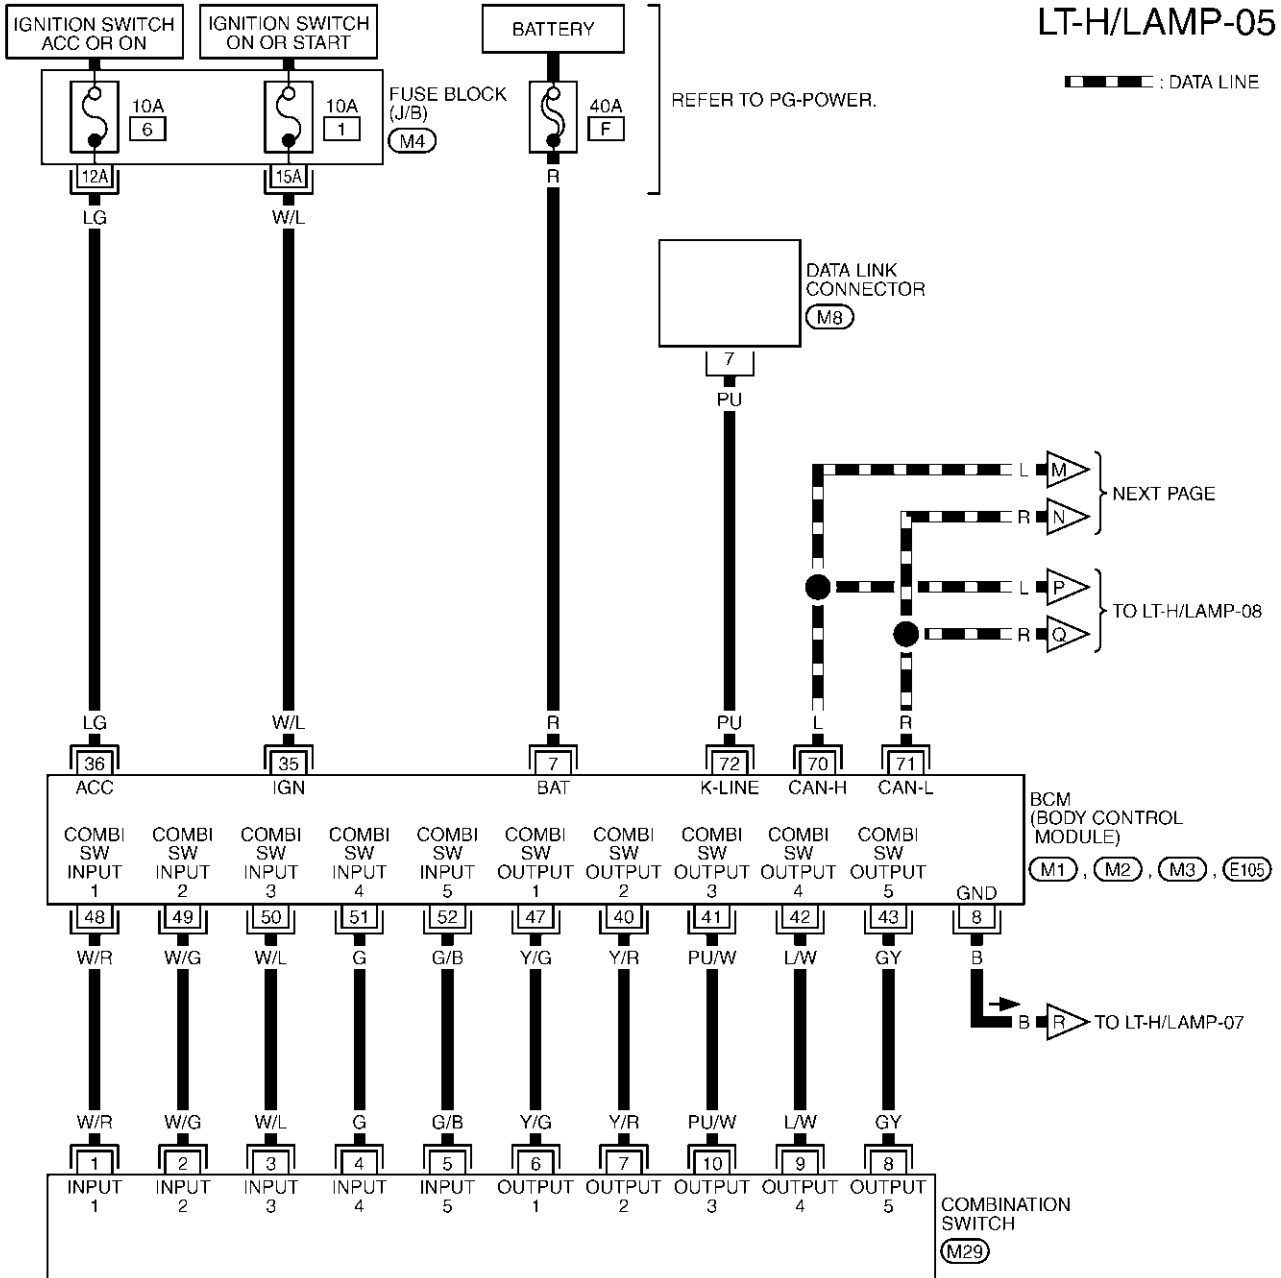 LT-H/LAMP-05
: DATA LINE
IGNITION SWITCH
ACC OR ON
IGNITION SWITCH
ON OR START
BATTERY
10A
6
10A
1
FUSE BLOCK
(J/B)
M4
40A
F
REFER TO PG-POWER.
12A
15A
R
LG
W/L
DATA LINK
CONNECTOR
M8
7
PU
L
M
NEXT PAGE
R
N
L
P
TO LT-H/LAMP-08
R
Q
LG
W/L
R
PU
L
R
36
35
7
72
70
71
ACC
IGN
BAT
K-LINE
CAN-H
CAN-L
BCM
(BODY CONTROL
MODULE)
M1 , M2 , M3 , E105
COMBI
SW
INPUT
1
COMBI
SW
INPUT
2
COMBI
SW
INPUT
3
COMBI
SW
INPUT
4
COMBI
SW
INPUT
5
COMBI
SW
OUTPUT
1
COMBI
SW
OUTPUT
2
COMBI
SW
OUTPUT
3
COMBI
SW
OUTPUT
4
COMBI
SW
OUTPUT
5
GND
48
49
50
51
52
47
40
41
42
43
8
W/R
W/G
W/L
G
G/B
Y/G
Y/R
PU/W
L/W
GY
B
B
R
TO LT-H/LAMP-07
W/R
W/G
W/L
G
G/B
Y/G
Y/R
PU/W
L/W
GY
1
2
3
4
5
6
7
10
9
8
INPUT
1
INPUT
2
INPUT
3
INPUT
4
INPUT
5
OUTPUT
1
OUTPUT
2
OUTPUT
3
OUTPUT
4
OUTPUT
5
COMBINATION
SWITCH
M29